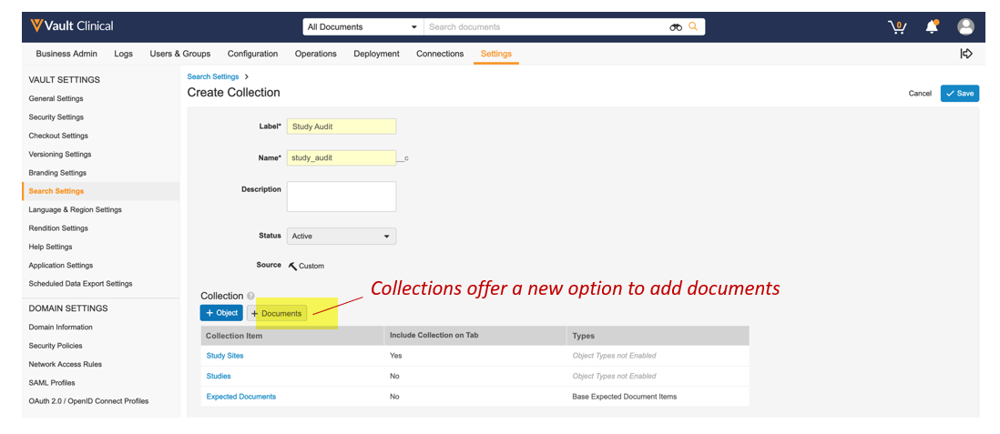 Vault Clinical
All Documents
Search documents
Business Admin Logs Users & Groups Configuration Operations Deployment Connections Settings
VAULT SETTINGS
General Settings
Security Settings
Checkout Settings
Versioning Settings
Branding Settings
Search Settings
Language & Region Settings
Rendition Settings
Help Settings
Application Settings
Scheduled Data Export Settings
DOMAIN SETTINGS
Domain Information
Security Policies
Network Access Rules
SAML Profiles
OAuth 2.0 / OpenID Connect Profiles
Search Settings >
Create Collection
Cancel Save
Label* Study Audit
Name* study_audit __c
Description
Status Active
Source Custom
Collections offer a new option to add documents
Collection ?
+ Object + Documents
Collection Item Include Collection on Tab Types
Study Sites Yes Object Types not Enabled
Studies No Object Types not Enabled
Expected Documents No Base Expected Document Items